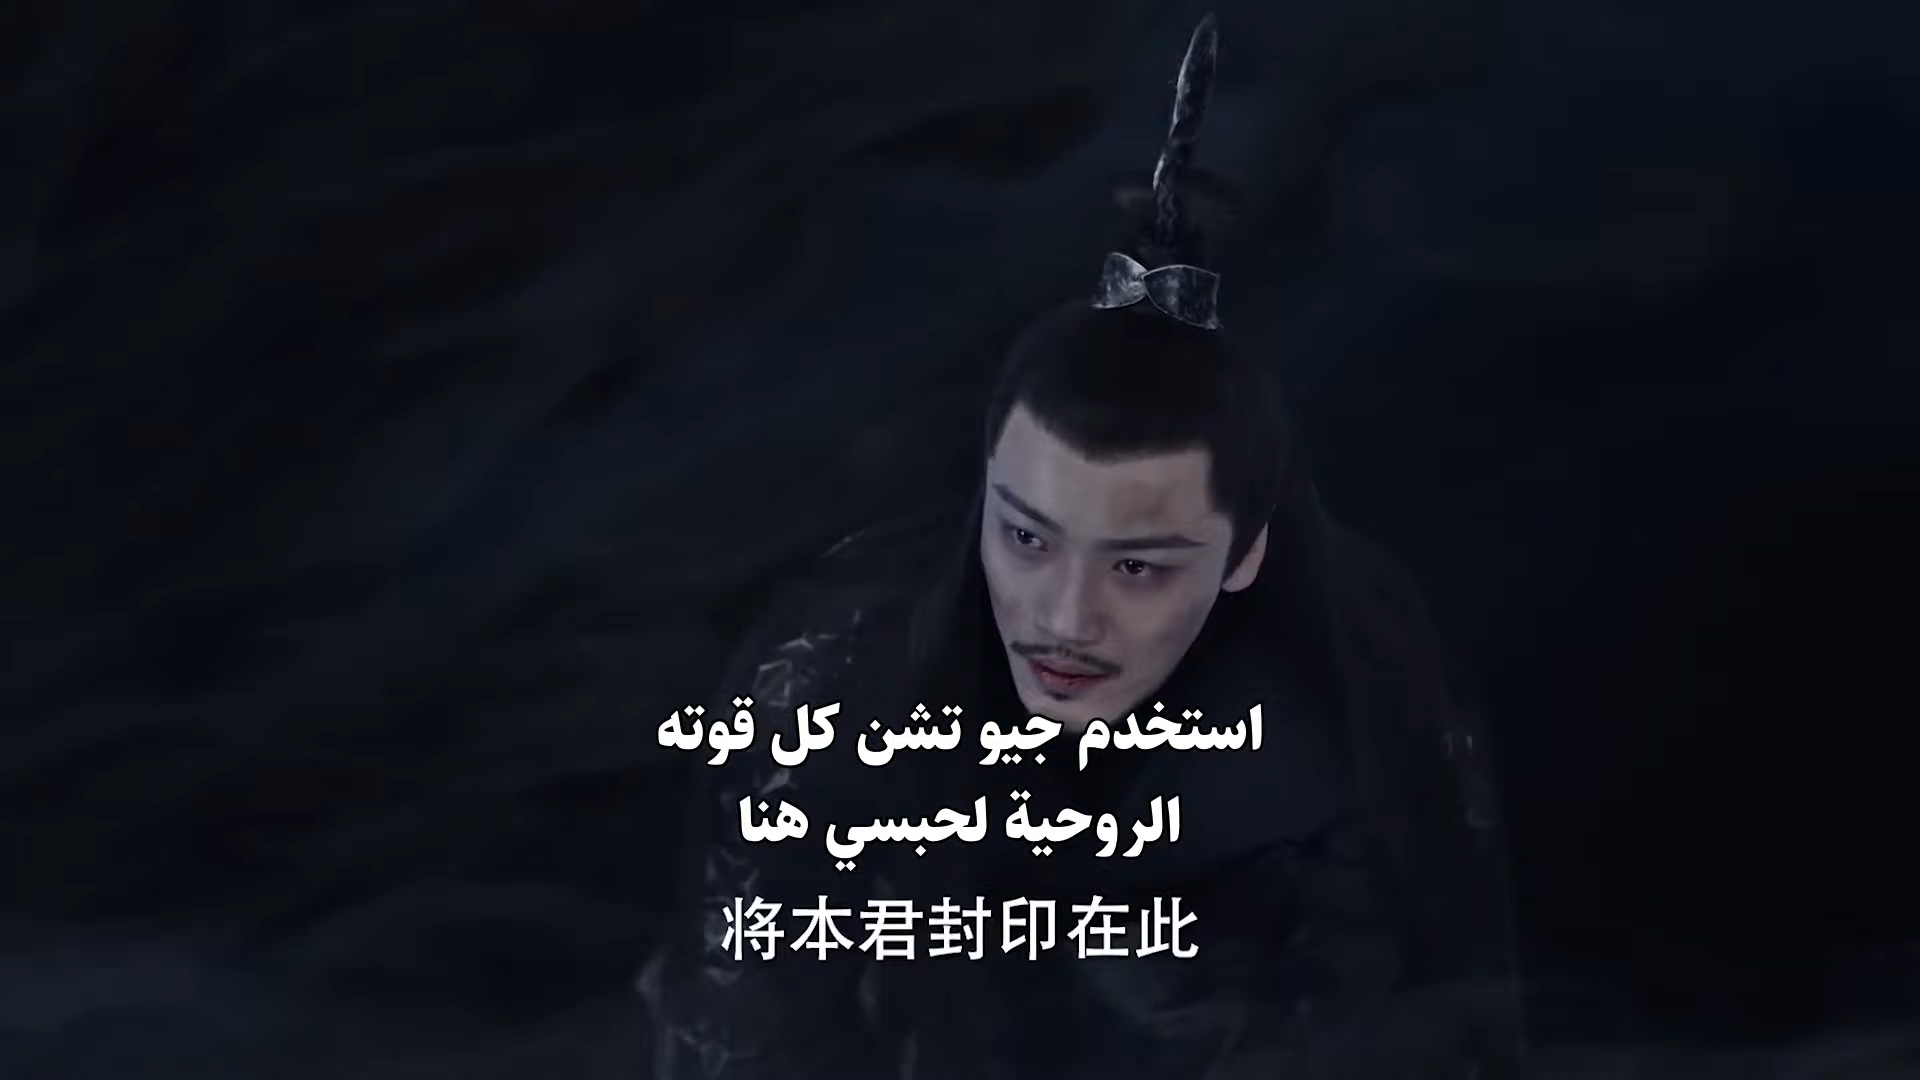 استخدم جيو تشن كل قوته
الروحية لحبسي هنا
将本君封印在此